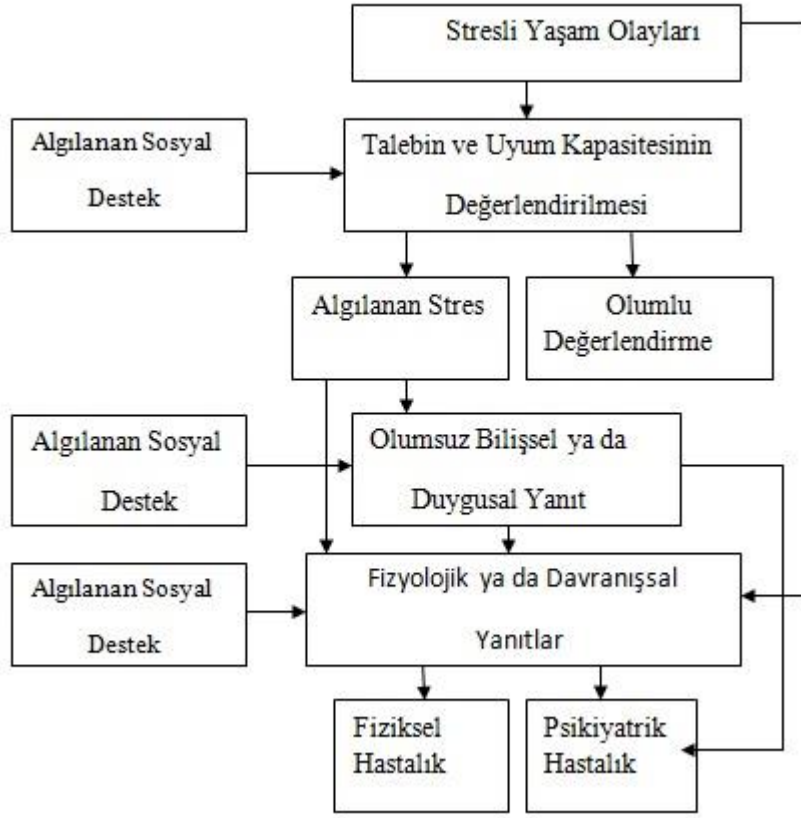 Stresli Yaşam Olayları
Algılanan Sosyal
Destek
Talebin ve Uyum Kapasitesinin
Değerlendirilmesi
Algılanan Stres
Olumlu
Değerlendirme
Algılanan Sosyal
Destek
Olumsuz Bilişsel ya da
Duygusal Yanıt
Algılanan Sosyal
Destek
Fizyolojik ya da Davranışsal
Yanıtlar
Fiziksel
Hastalık
Psikiyatrik
Hastalık